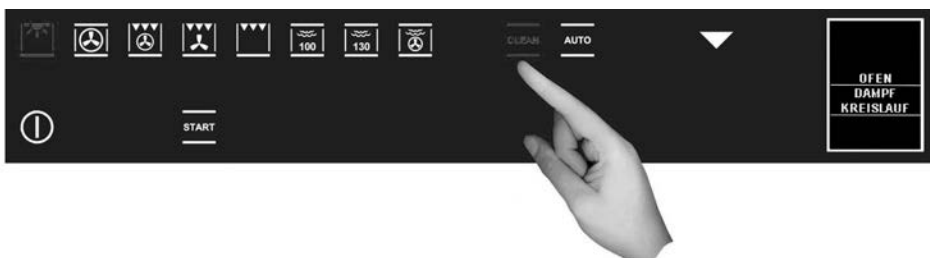 100
130
CLEAN
AUTO
START
OFEN
DAMPF
KREISLAUF